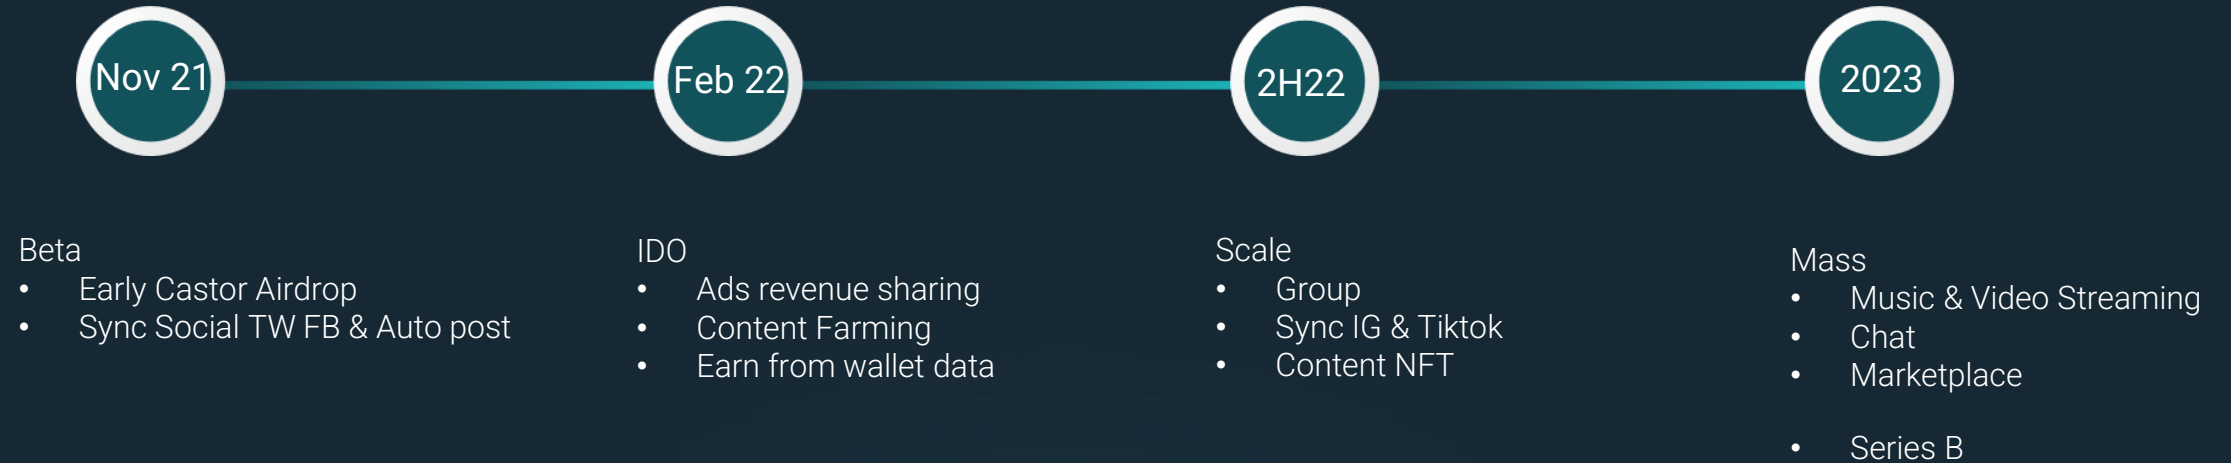 Nov 21
Feb 22
2H22
2023
Beta
• Early Castor Airdrop
• Sync Social TW FB & Auto post
IDO
• Ads revenue sharing
• Content Farming
• Earn from wallet data
Scale
• Group
• Sync IG & Tiktok
• Content NFT
Mass
• Music & Video Streaming
• Chat
• Marketplace
• Series B